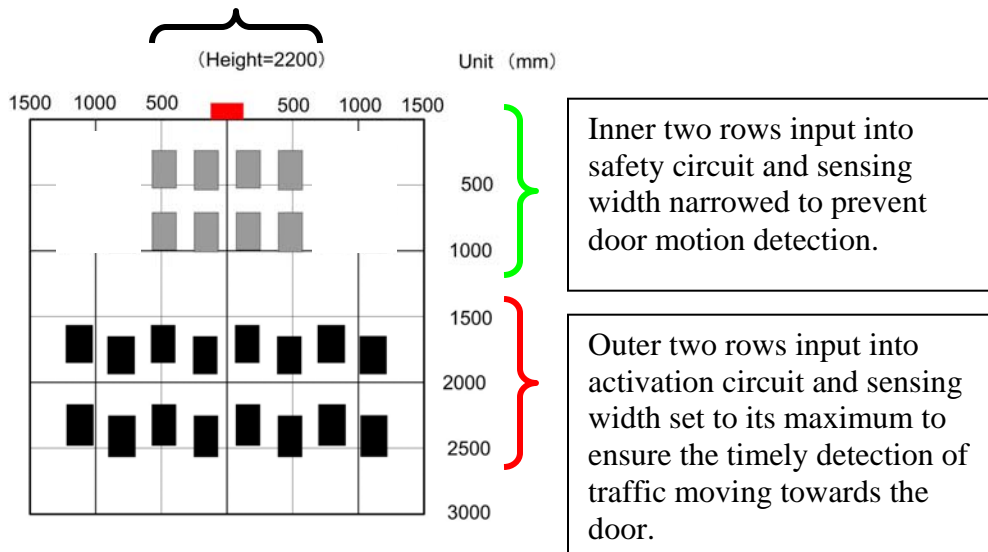 (Height=2200)
Unit (mm)
1500 1000 500 500 1000 1500
500
1000
1500
2000
2500
3000
Inner two rows input into
safety circuit and sensing
width narrowed to prevent
door motion detection.
Outer two rows input into
activation circuit and sensing
width set to its maximum to
ensure the timely detection of
traffic moving towards the
door.